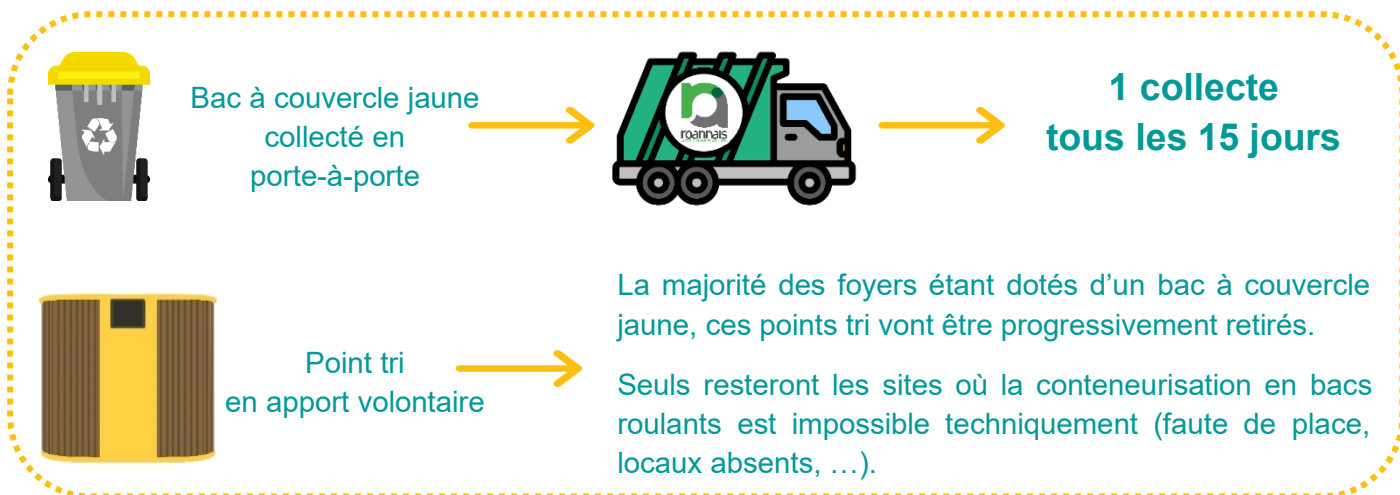 Bac à couvercle jaune
collecté en
porte-à-porte
roannais
1 collecte
tous les 15 jours
Point tri
en apport volontaire
La majorité des foyers étant dotés d’un bac à couvercle
jaune, ces points tri vont être progressivement retirés.
Seuls resteront les sites où la conteneurisation en bacs
roulants est impossible techniquement (faute de place,
locaux absents, …).